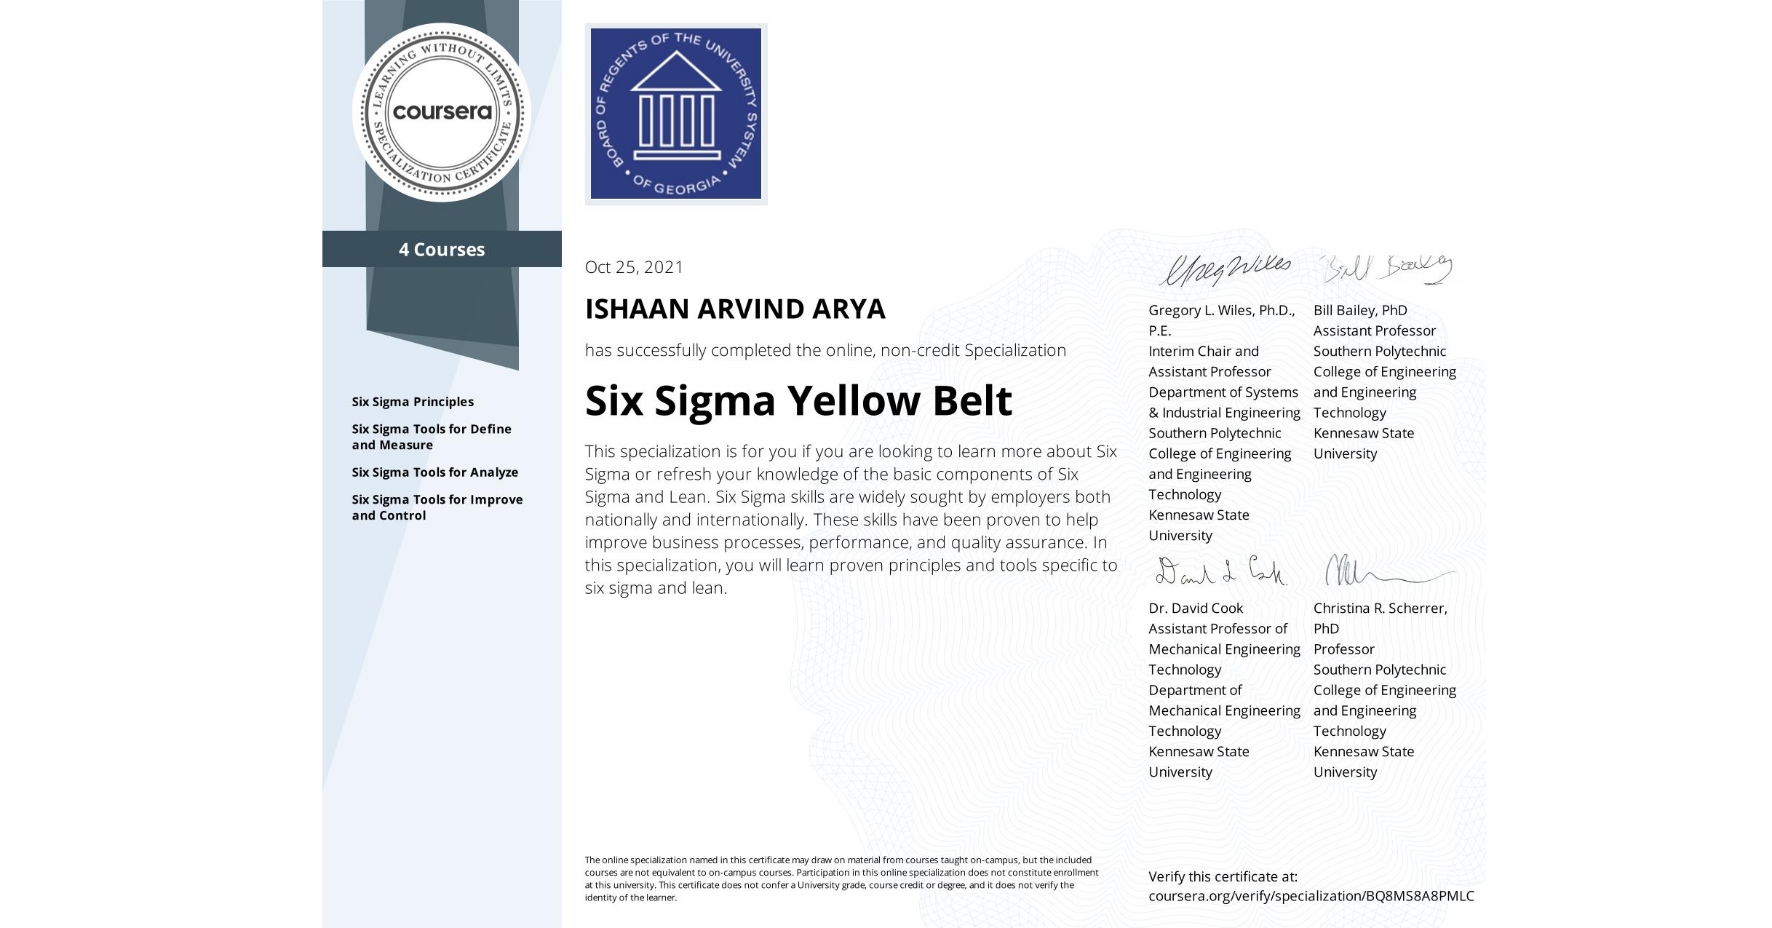 LEARNING WITHOUT LIMITS
coursera
SPECIALIZATION CERTIFICATE
BOARD OF REGENTS OF THE UNIVERSITY SYSTEM
OF GEORGIA
4 Courses
Six Sigma Principles
Six Sigma Tools for Define
and Measure
Six Sigma Tools for Analyze
Six Sigma Tools for Improve
and Control
Oct 25, 2021
ISHAAN ARVIND ARYA
has successfully completed the online, non-credit Specialization
Six Sigma Yellow Belt
This specialization is for you if you are looking to learn more about Six
Sigma or refresh your knowledge of the basic components of Six
Sigma and Lean. Six Sigma skills are widely sought by employers both
nationally and internationally. These skills have been proven to help
improve business processes, performance, and quality assurance. In
this specialization, you will learn proven principles and tools specific to
six sigma and lean.
Greg Wiles
Gregory L. Wiles, Ph.D.,
P.E.
Interim Chair and
Assistant Professor
Department of Systems
& Industrial Engineering
Southern Polytechnic
College of Engineering
and Engineering
Technology
Kennesaw State
University
Bill Bailey
Bill Bailey, PhD
Assistant Professor
Southern Polytechnic
College of Engineering
and Engineering
Technology
Kennesaw State
University
David L Cook
Dr. David Cook
Assistant Professor of
Mechanical Engineering
Technology
Department of
Mechanical Engineering
Technology
Kennesaw State
University
Christina R. Scherrer,
PhD
Professor
Southern Polytechnic
College of Engineering
and Engineering
Technology
Kennesaw State
University
The online specialization named in this certificate may draw on material from courses taught on-campus, but the included
courses are not equivalent to on-campus courses. Participation in this online specialization does not constitute enrollment
at this university. This certificate does not confer a University grade, course credit or degree, and it does not verify the
identity of the learner.
Verify this certificate at:
coursera.org/verify/specialization/BQ8MS8A8PMLC